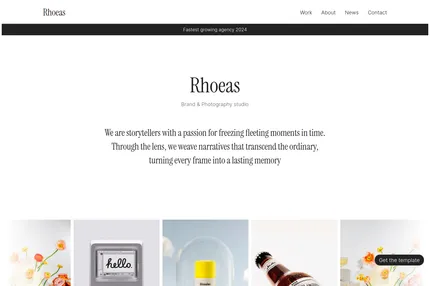 Rhoeas
Work About News Contact
Fastest growing agency 2024
Rhoeas
Brand & Photography studio
We are storytellers with a passion for freezing fleeting moments in time.
Through the lens, we weave narratives that transcend the ordinary,
turning every frame into a lasting memory
hello.
Get the template